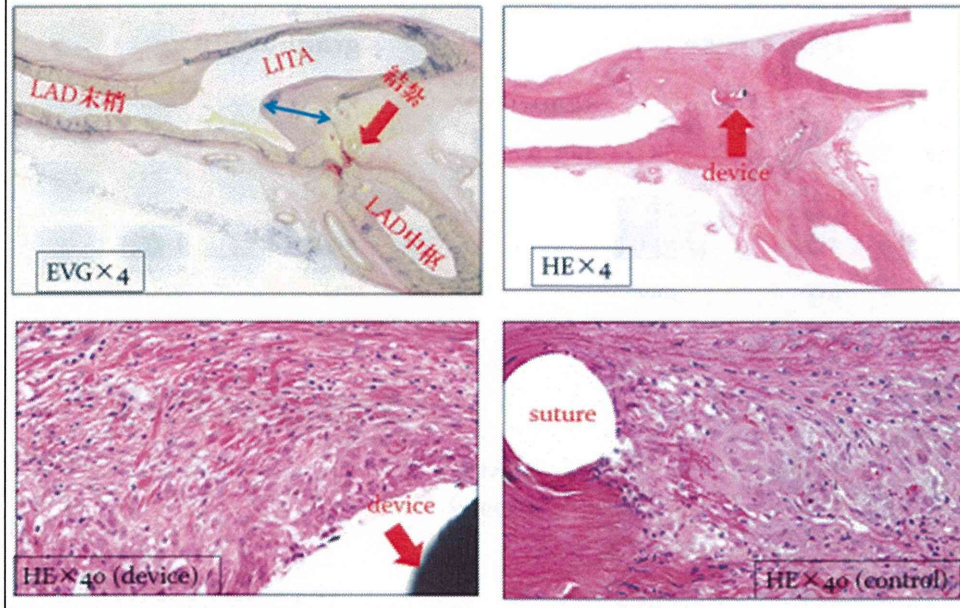 LITA
結紮
LAD末梢
LAD中枢
EVG×4
device
HE×4
device
HE×40 (device)
suture
HE×40 (control)